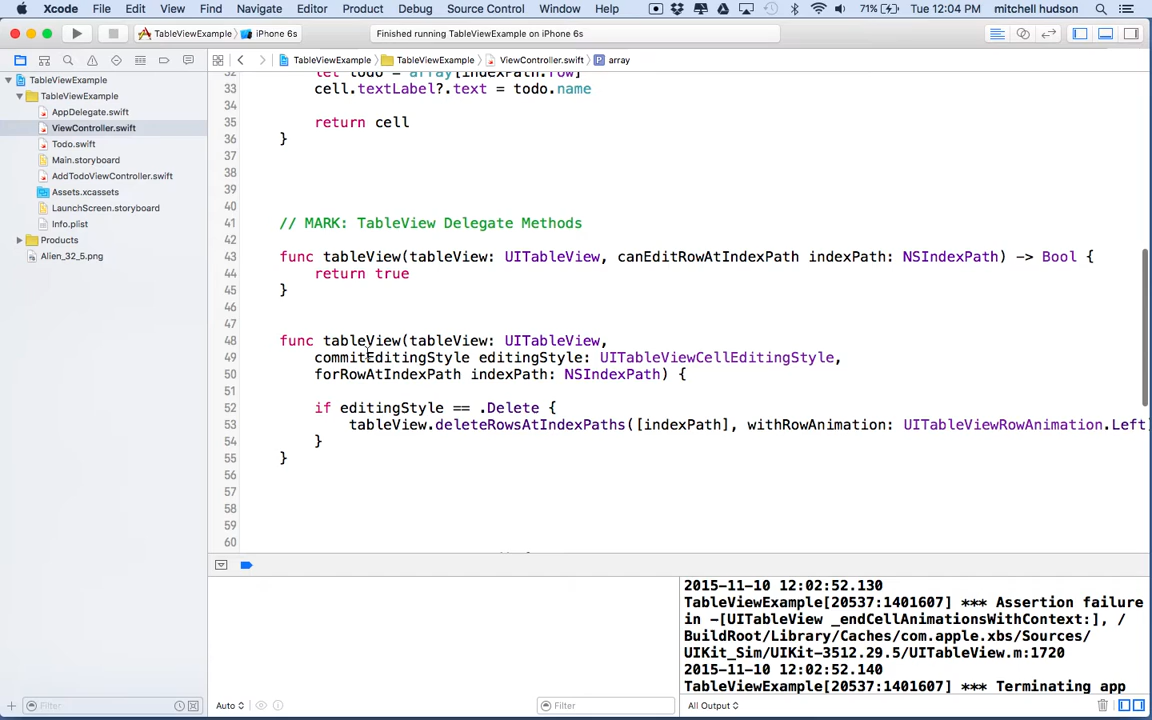 Xcode File Edit View Find Navigate Editor Product Debug Source Control Window Help 71% Tue 12:04 PM mitchell hudson
TableViewExample iPhone 6s Finished running TableViewExample on iPhone 6s
TableViewExample TableViewExample ViewController.swift array
TableViewExample
TableViewExample
AppDelegate.swift
ViewController.swift
Todo.swift
Main.storyboard
AddTodoViewController.swift
Assets.xcassets
LaunchScreen.storyboard
Info.plist
Products
Alien_32_5.png
32 let todo = array[indexPath.row]
33 cell.textLabel?.text = todo.name
34
35 return cell
36 }
37
38
39
40
41 // MARK: TableView Delegate Methods
42
43 func tableView(tableView: UITableView, canEditRowAtIndexPath indexPath: NSIndexPath) -> Bool {
44 return true
45 }
46
47
48 func tableView(tableView: UITableView,
49 commitEditingStyle editingStyle: UITableViewCellEditingStyle,
50 forRowAtIndexPath indexPath: NSIndexPath) {
51
52 if editingStyle == .Delete {
53 tableView.deleteRowsAtIndexPaths([indexPath], withRowAnimation: UITableViewRowAnimation.Left
54 }
55 }
56
57
58
59
60
2015-11-10 12:02:52.130
TableViewExample[20537:1401607] *** Assertion failure
in -[UITableView _endCellAnimationsWithContext:], /
BuildRoot/Library/Caches/com.apple.xbs/Sources/
UIKit_Sim/UIKit-3512.29.5/UITableView.m:1720
2015-11-10 12:02:52.140
TableViewExample[20537:1401607] *** Terminating app
Filter Auto Filter All Output